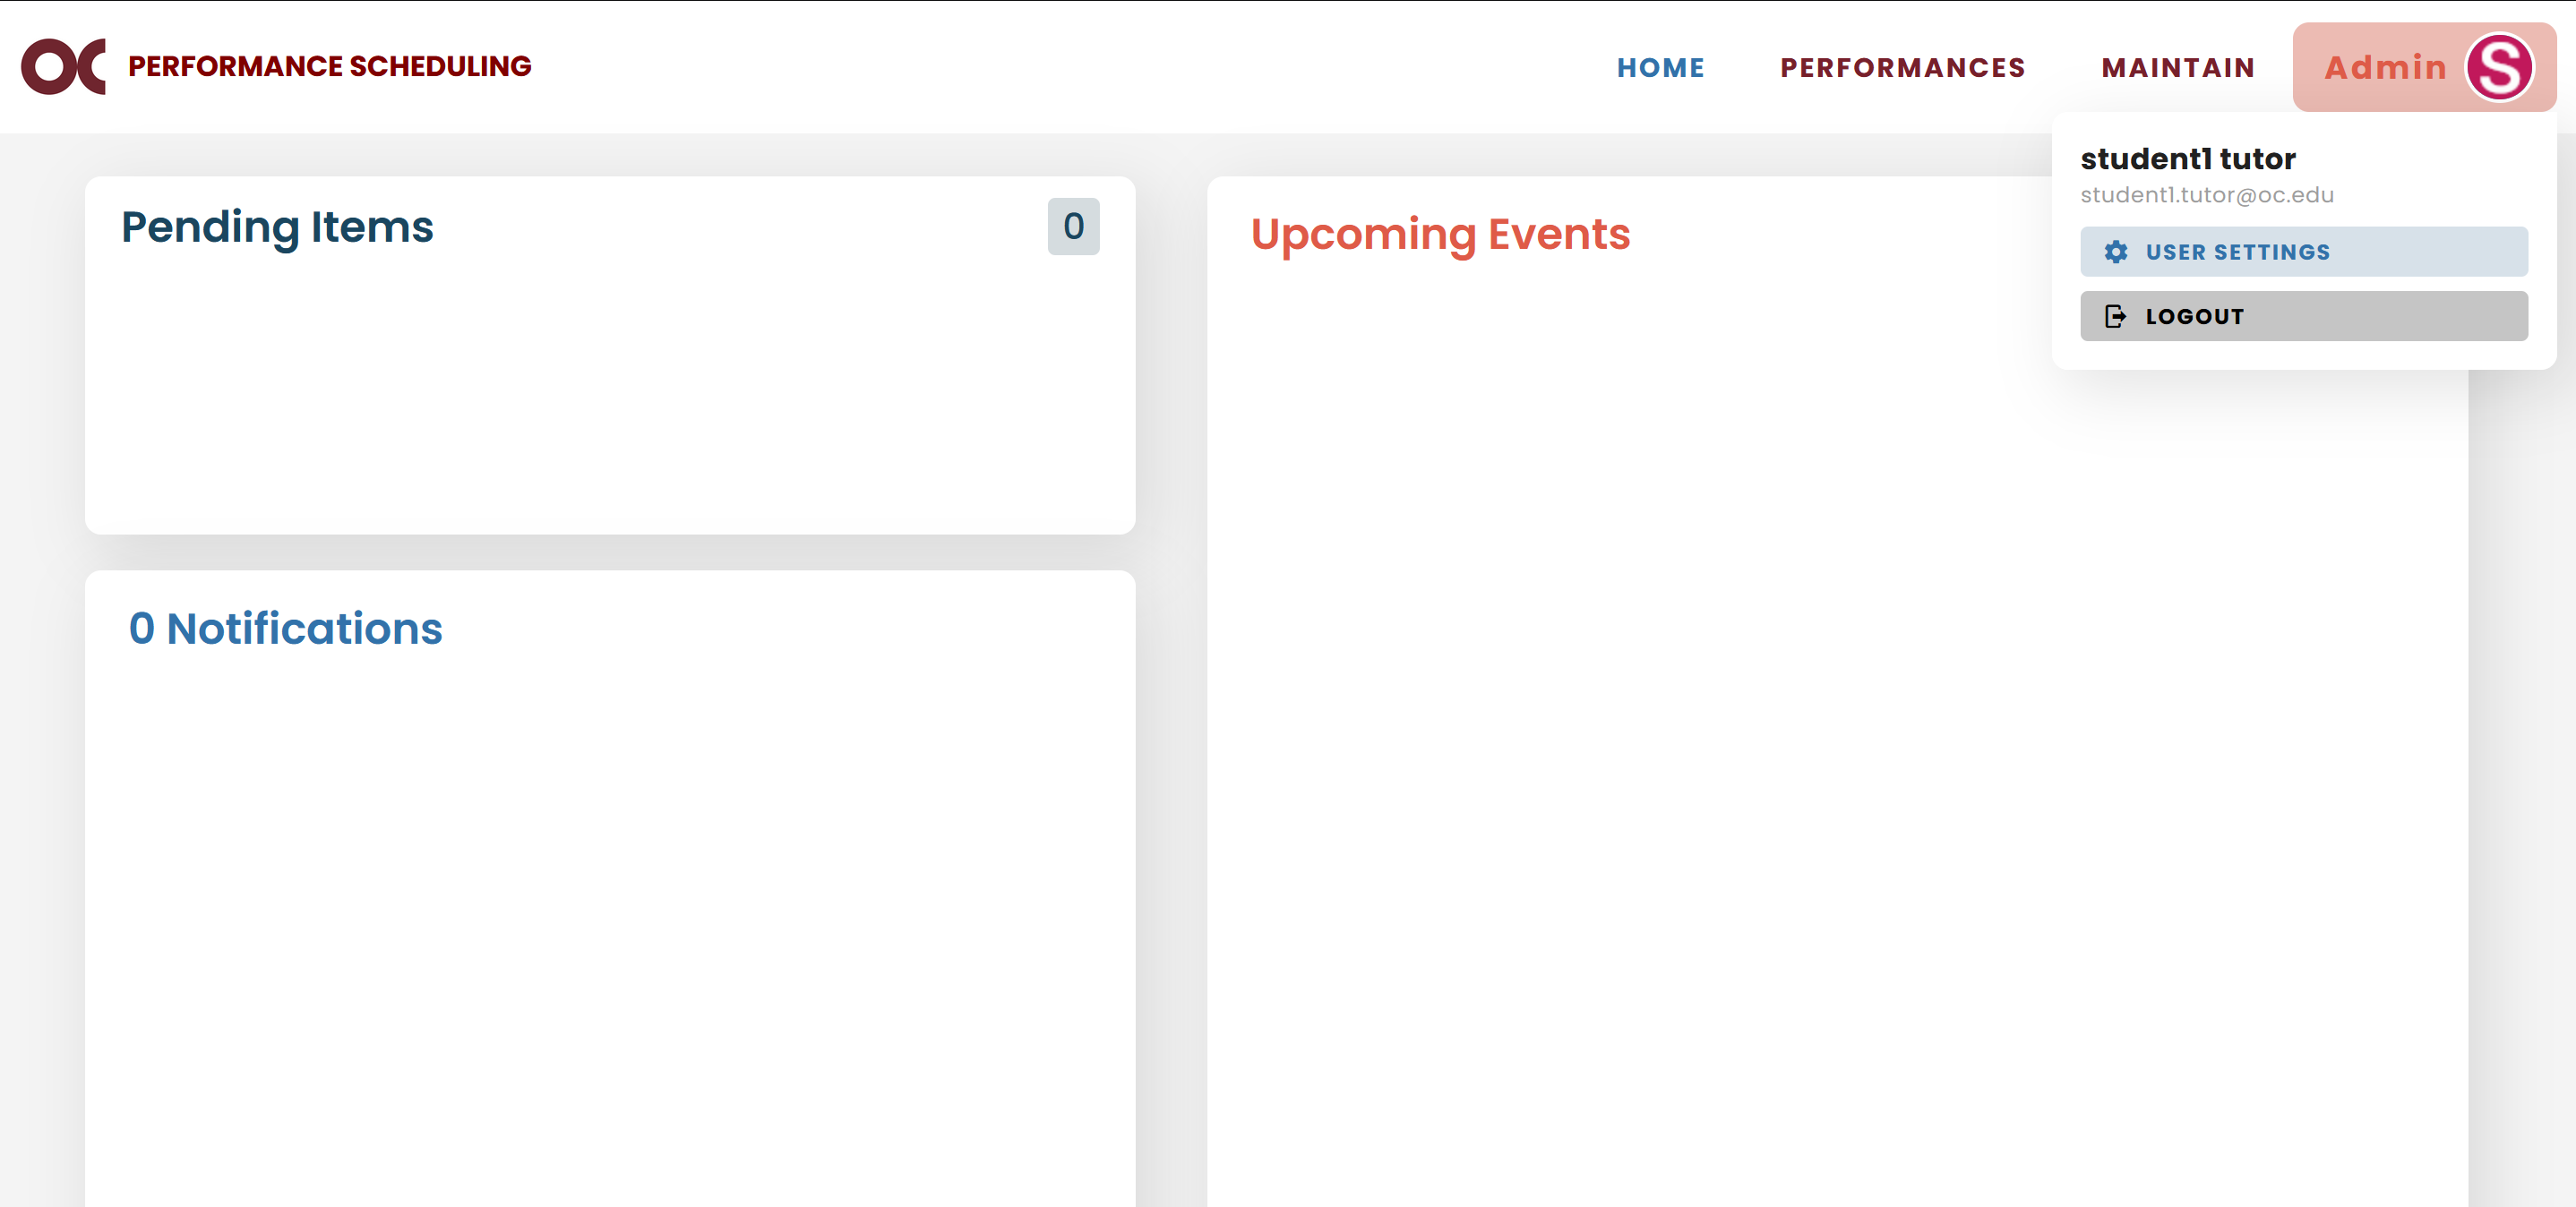 OC PERFORMANCE SCHEDULING
HOME PERFORMANCES MAINTAIN Admin S
student1 tutor
student1.tutor@oc.edu
USER SETTINGS
LOGOUT
Pending Items 0
Upcoming Events
0 Notifications